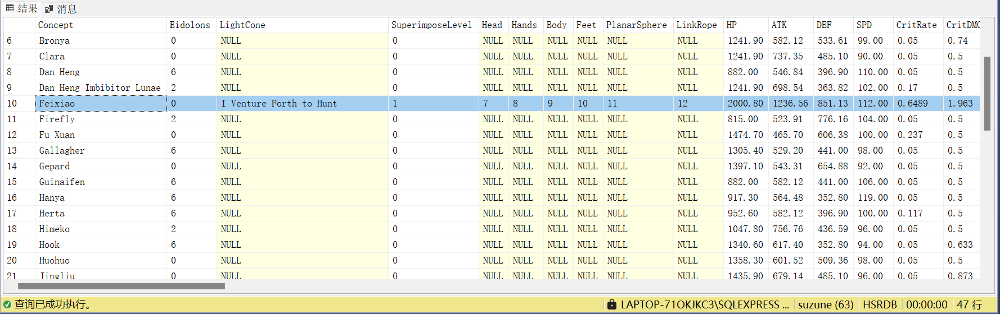 结果 消息
Concept Eidolons LightCone SuperimposeLevel Head Hands Body Feet PlanarSphere LinkRope HP ATK DEF SPD CritRate CritDMG
6 Bronya 0 NULL 0 NULL NULL NULL NULL NULL NULL 1241.90 582.12 533.61 99.00 0.05 0.74
7 Clara 0 NULL 0 NULL NULL NULL NULL NULL NULL 1241.90 737.35 485.10 90.00 0.05 0.5
8 Dan Heng 6 NULL 0 NULL NULL NULL NULL NULL NULL 882.00 546.84 396.90 110.00 0.05 0.5
9 Dan Heng Imbibitor Lunae 2 NULL 0 NULL NULL NULL NULL NULL NULL 1241.90 698.54 363.82 102.00 0.17 0.5
10 Feixiao 0 I Venture Forth to Hunt 1 7 8 9 10 11 12 2000.80 1236.56 851.13 112.00 0.6489 1.963
11 Firefly 2 NULL 0 NULL NULL NULL NULL NULL NULL 815.00 523.91 776.16 104.00 0.05 0.5
12 Fu Xuan 0 NULL 0 NULL NULL NULL NULL NULL NULL 1474.70 465.70 606.38 100.00 0.237 0.5
13 Gallagher 6 NULL 0 NULL NULL NULL NULL NULL NULL 1305.40 529.20 441.00 98.00 0.05 0.5
14 Gepard 0 NULL 0 NULL NULL NULL NULL NULL NULL 1397.10 543.31 654.88 92.00 0.05 0.5
15 Guinaifen 6 NULL 0 NULL NULL NULL NULL NULL NULL 882.00 582.12 441.00 106.00 0.05 0.5
16 Hanya 6 NULL 0 NULL NULL NULL NULL NULL NULL 917.30 564.48 352.80 119.00 0.05 0.5
17 Herta 6 NULL 0 NULL NULL NULL NULL NULL NULL 952.60 582.12 396.90 100.00 0.117 0.5
18 Himeko 2 NULL 0 NULL NULL NULL NULL NULL NULL 1047.80 756.76 436.59 96.00 0.05 0.5
19 Hook 6 NULL 0 NULL NULL NULL NULL NULL NULL 1340.60 617.40 352.80 94.00 0.05 0.633
20 Huohuo 0 NULL 0 NULL NULL NULL NULL NULL NULL 1358.30 601.52 509.36 98.00 0.05 0.5
21 Jingliu 0 NULL 0 NULL NULL NULL NULL NULL NULL 1435.90 679.14 485.10 96.00 0.05 0.873
查询已成功执行。 LAPTOP-71OKJKC3\SQLEXPRESS ... suzune (63) HSRDB 00:00:00 47 行